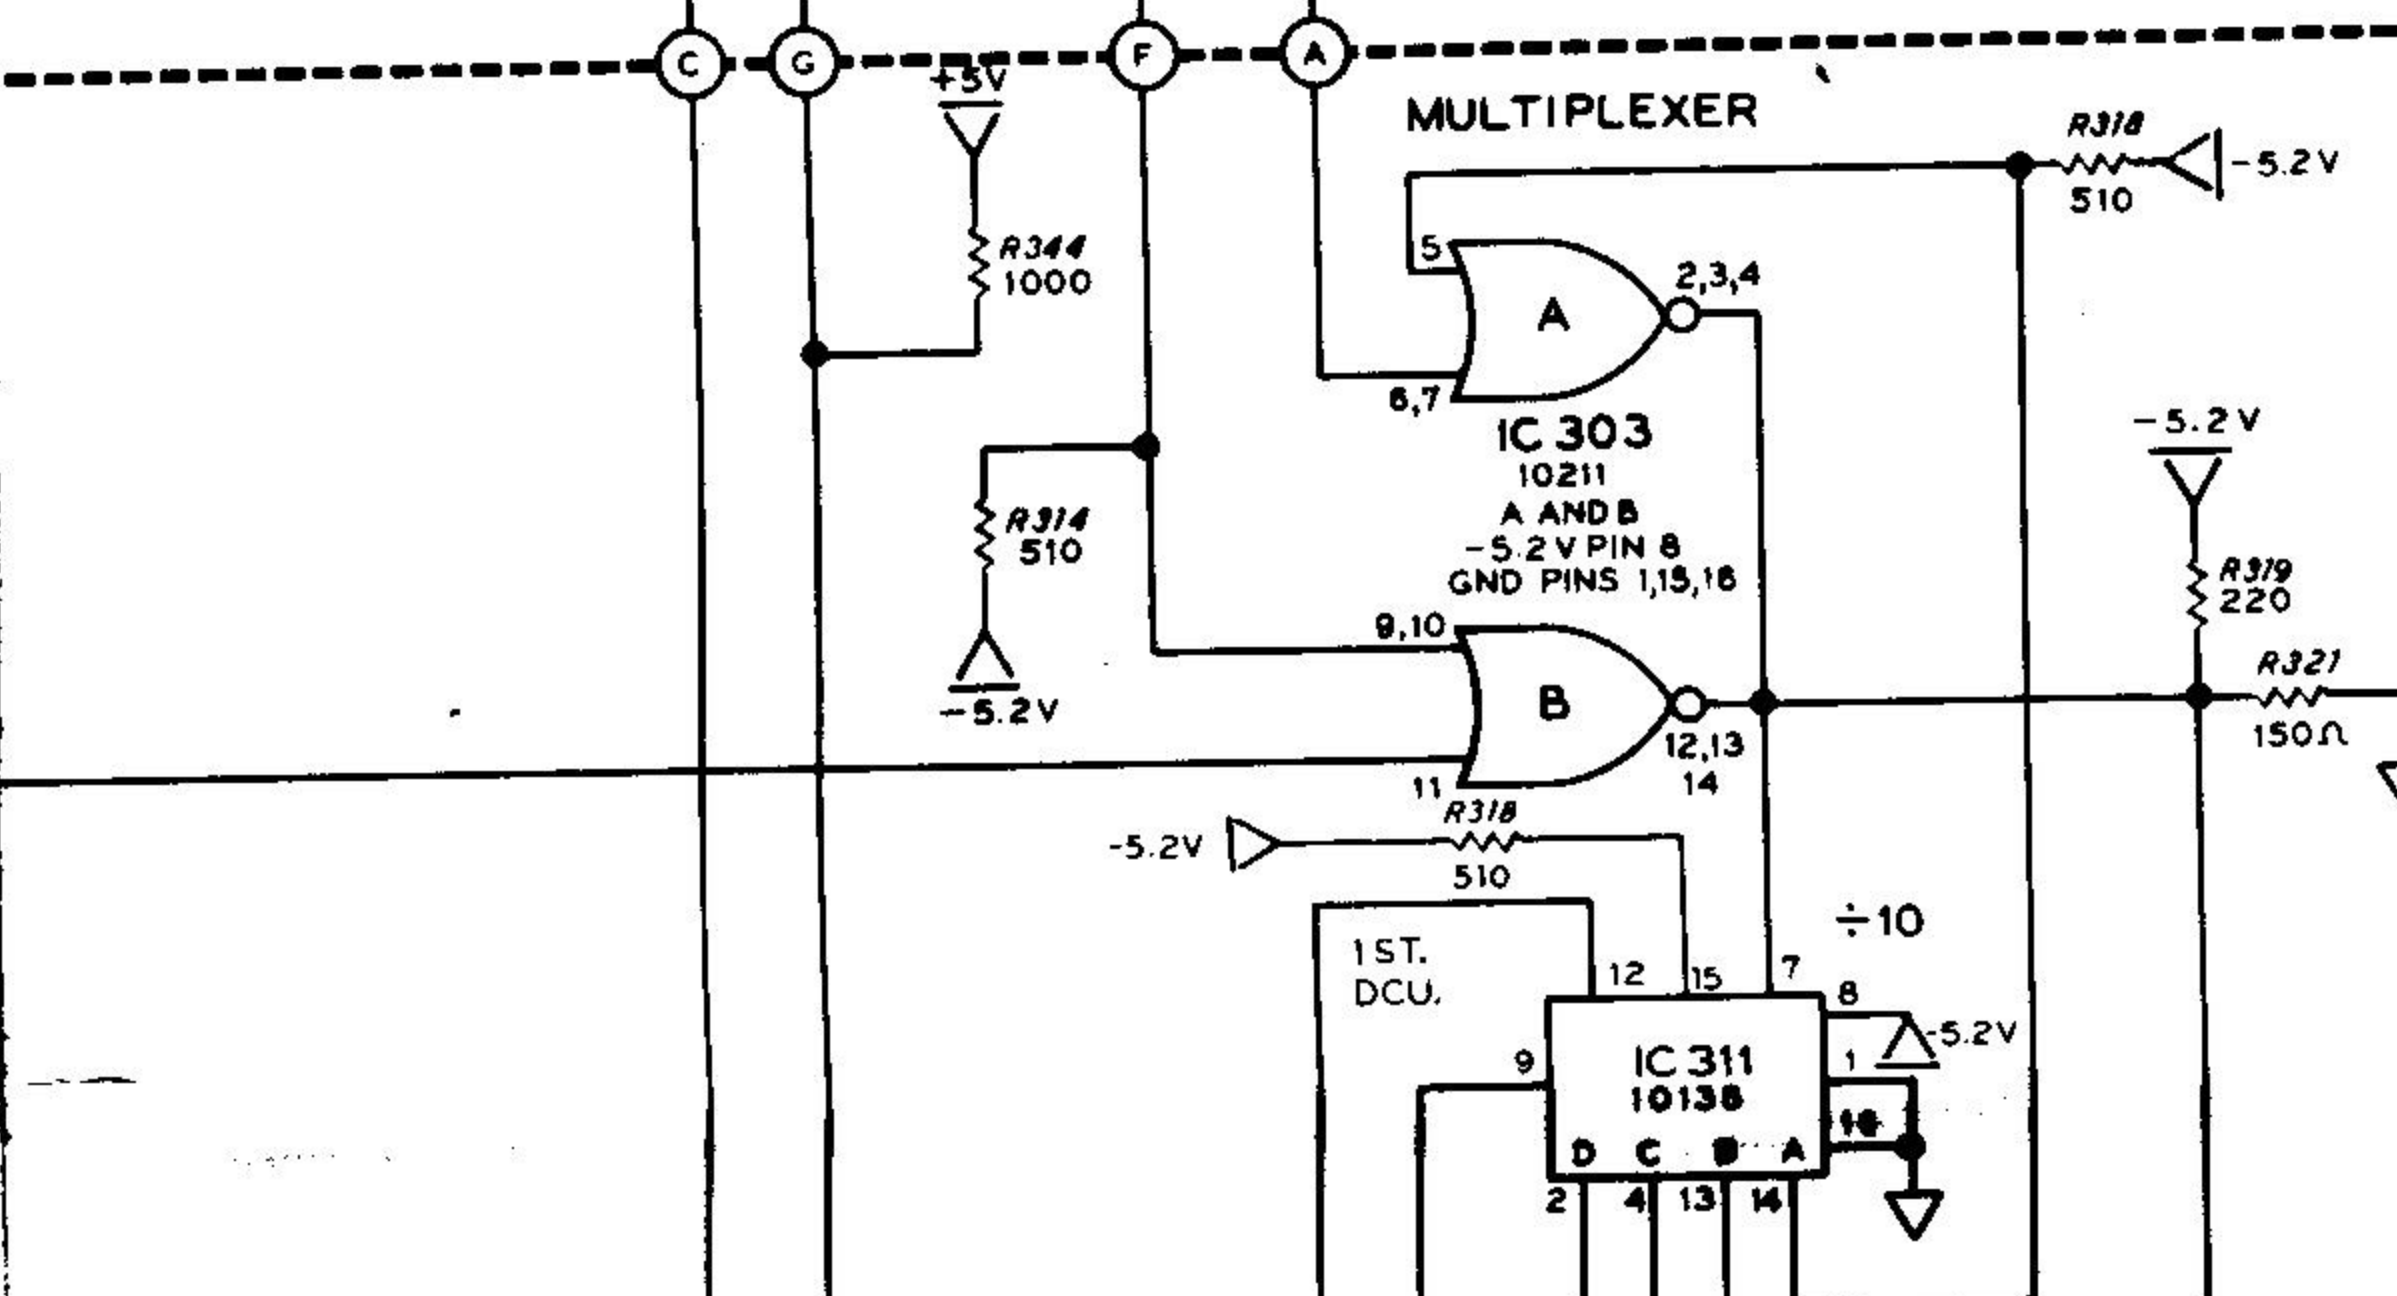 C G F A
+5V
MULTIPLEXER
R318
510
-5.2V
R344
1000
5
2,3,4
A
6,7
IC 303
10211
A AND B
-5.2V PIN 8
GND PINS 1,15,16
-5.2V
R319
220
R314
510
-5.2V
9,10
B
12,13
14
11
R321
150Ω
R318
510
-5.2V
÷10
1ST.
DCU.
12
15
7
8
-5.2V
9
IC 311
10138
1
16
D C B A
2 4 13 14